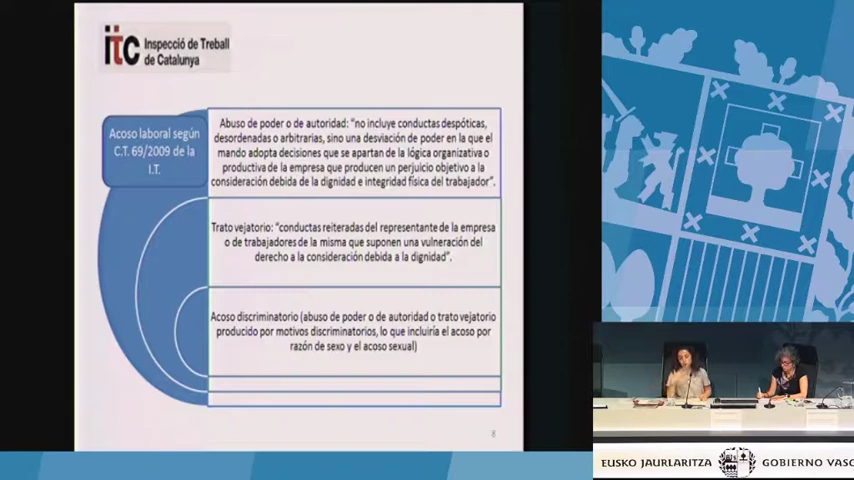 itc Inspecció de Treball
de Catalunya
Acoso laboral según
C.T. 69/2009 de la
I.T.
Abuso de poder o de autoridad: “no incluye conductas despóticas,
desordenadas o arbitrarias, sino una desviación de poder en la que el
mando adopta decisiones que se apartan de la lógica organizativa o
productiva de la empresa que producen un perjuicio objetivo a la
consideración debida de la dignidad e integridad física del trabajador”.
Trato vejatorio: “conductas reiteradas del representante de la empresa
o de trabajadores de la misma que suponen una vulneración del
derecho a la consideración debida a la dignidad”.
Acoso discriminatorio (abuso de poder o de autoridad o trato vejatorio
producido por motivos discriminatorios, lo que incluiría el acoso por
razón de sexo y el acoso sexual)
8
EUSKO JAURLARITZA GOBIERNO VASC